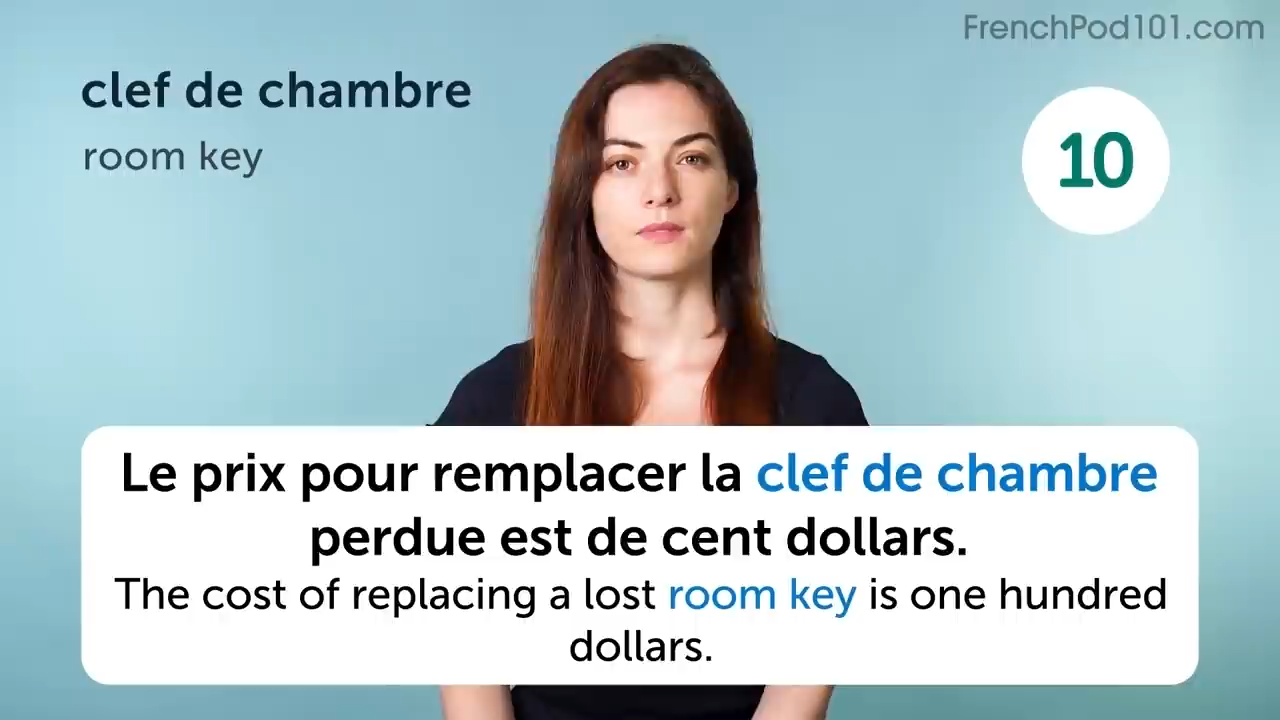 FrenchPod101.com
clef de chambre
room key
10
Le prix pour remplacer la clef de chambre
perdue est de cent dollars.
The cost of replacing a lost room key is one hundred
dollars.